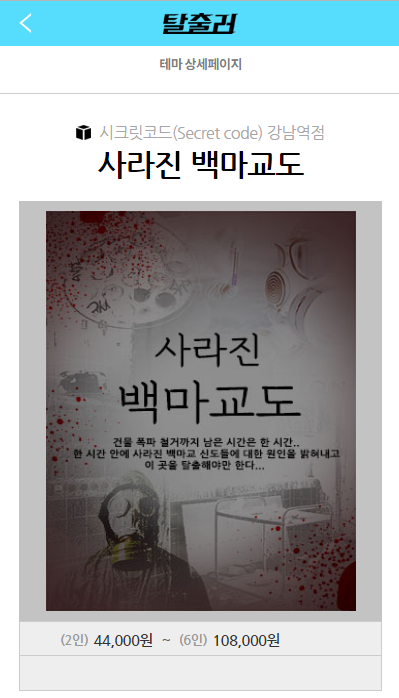 탈출러
테마 상세페이지
시크릿코드(Secret code) 강남역점
사라진 백마교도
사라진
백마교도
건물 폭파 철거까지 남은 시간은 한 시간..
한 시간 안에 사라진 백마교 신도들에 대한 원인을 밝혀내고
이 곳을 탈출해야만 한다...
(2인) 44,000원 ~ (6인) 108,000원